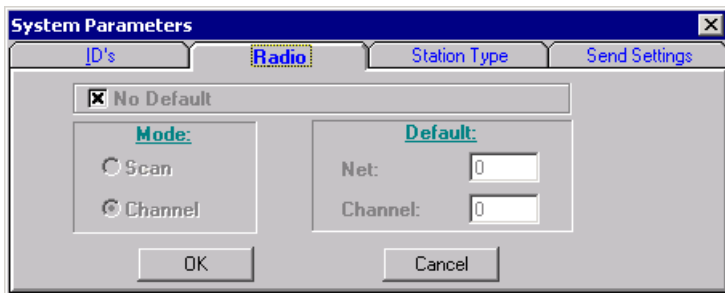 System Parameters
ID's Radio Station Type Send Settings
No Default
Mode: Default:
Scan Net: 0
Channel Channel: 0
OK Cancel